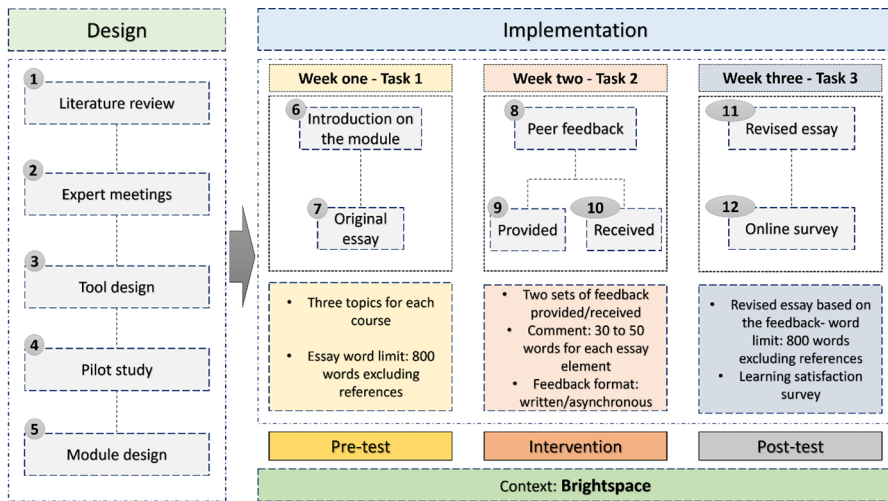 Design
1
Literature review
2
Expert meetings
3
Tool design
4
Pilot study
5
Module design
Implementation
Week one - Task 1
6
Introduction on
the module
7
Original
essay
• Three topics for each
course
• Essay word limit: 800
words excluding
references
Pre-test
Week two - Task 2
8
Peer feedback
9
Provided
10
Received
• Two sets of feedback
provided/received
• Comment: 30 to 50
words for each essay
element
• Feedback format:
written/asynchronous
Intervention
Week three - Task 3
11
Revised essay
12
Online survey
• Revised essay based on
the feedback- word
limit: 800 words
excluding references
• Learning satisfaction
survey
Post-test
Context: Brightspace